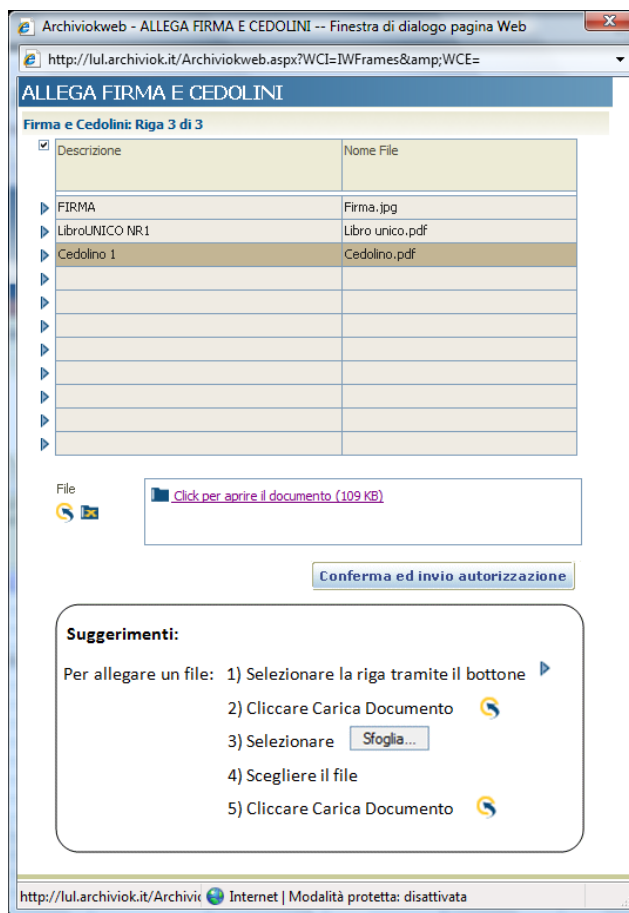 Archiviokweb - ALLEGA FIRMA E CEDOLINI -- Finestra di dialogo pagina Web
http://lul.archiviok.it/Archiviokweb.aspx?WCI=IWFrames&amp;WCE=
ALLEGA FIRMA E CEDOLINI
Firma e Cedolini: Riga 3 di 3
Descrizione Nome File
FIRMA Firma.jpg
LibroUNICO NR1 Libro unico.pdf
Cedolino 1 Cedolino.pdf
File
Click per aprire il documento (109 KB)
Conferma ed invio autorizzazione
Suggerimenti:
Per allegare un file: 1) Selezionare la riga tramite il bottone
2) Cliccare Carica Documento
3) Selezionare Sfoglia...
4) Scegliere il file
5) Cliccare Carica Documento
http://lul.archiviok.it/Archivic Internet | Modalità protetta: disattivata